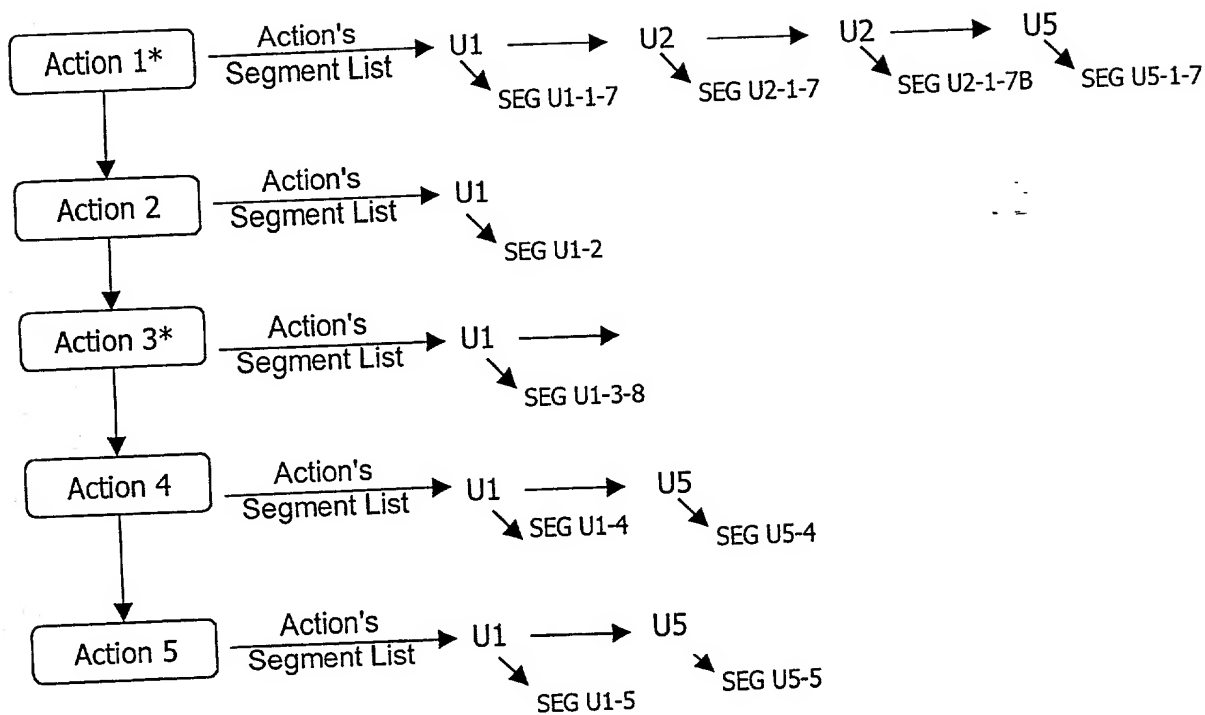 Action 1*
Action's
Segment List
U1
U2
U2
U5
SEG U1-1-7
SEG U2-1-7
SEG U2-1-7B
SEG U5-1-7
Action 2
Action's
Segment List
U1
SEG U1-2
Action 3*
Action's
Segment List
U1
SEG U1-3-8
Action 4
Action's
Segment List
U1
U5
SEG U1-4
SEG U5-4
Action 5
Action's
Segment List
U1
U5
SEG U1-5
SEG U5-5